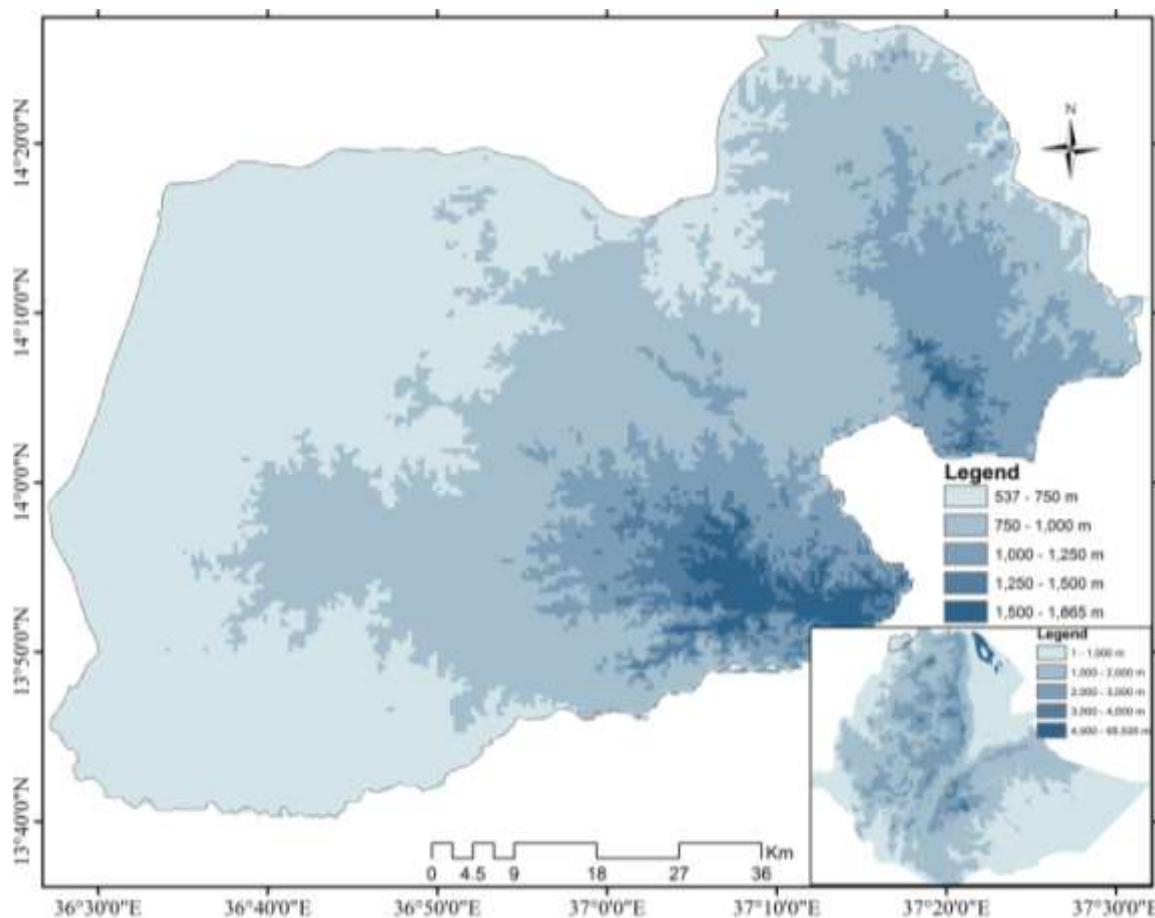 N
14°20'0"N
14°10'0"N
14°0'0"N
13°50'0"N
13°40'0"N
Legend
537 - 750 m
750 - 1,000 m
1,000 - 1,250 m
1,250 - 1,500 m
1,500 - 1,865 m
Legend
1 - 1,000 m
1,000 - 2,000 m
2,000 - 3,000 m
3,000 - 4,000 m
Km
0 4.5 9 18 27 36
36°30'0"E 36°40'0"E 36°50'0"E 37°0'0"E 37°10'0"E 37°20'0"E 37°30'0"E